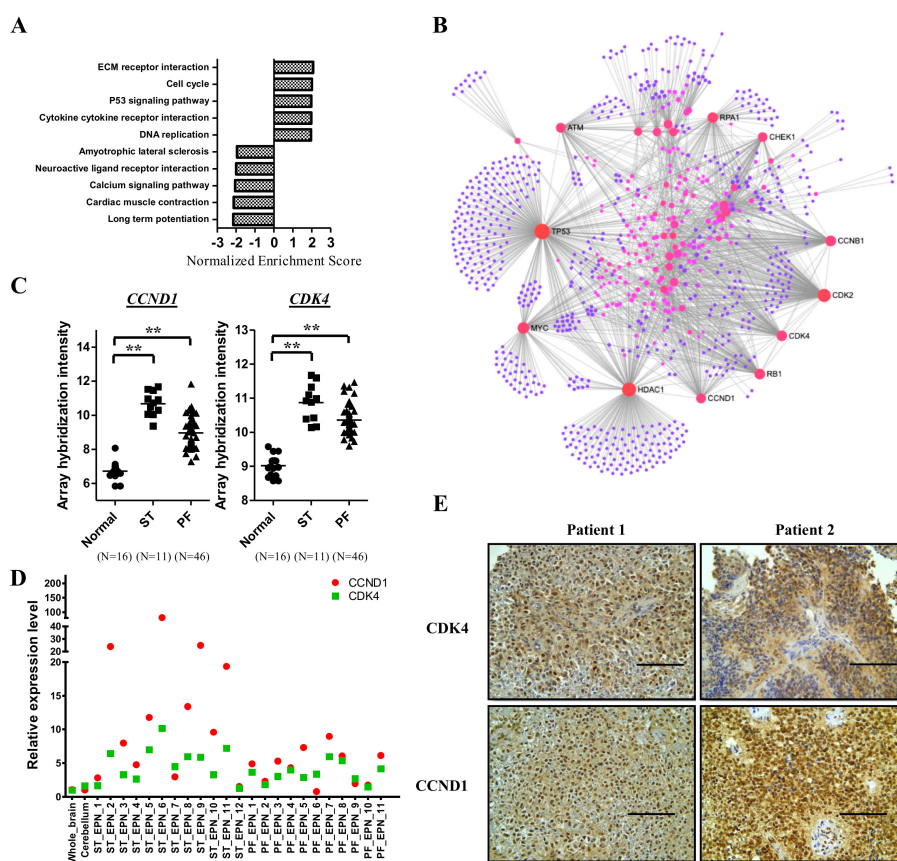 A
ECM receptor interaction
Cell cycle
P53 signaling pathway
Cytokine cytokine receptor interaction
DNA replication
Amyotrophic lateral sclerosis
Neuroactive ligand receptor interaction
Calcium signaling pathway
Cardiac muscle contraction
Long term potentiation
-3 -2 -1 0 1 2 3
Normalized Enrichment Score
B
ATM
RPA1
CHEK1
TP53
CCNB1
CDK2
MYC
CDK4
RB1
HDAC1
CCND1
C
CCND1
Array hybridization intensity
14
12
10
8
6
**
**
Normal ST PF
(N=16) (N=11) (N=46)
CDK4
Array hybridization intensity
13
12
11
10
9
8
**
**
Normal ST PF
(N=16) (N=11) (N=46)
D
CCND1
CDK4
Relative expression level
200
150
100
50
40
30
20
20
15
10
5
0
Whole_brain
Cerebellum
ST_EPN_1
ST_EPN_2
ST_EPN_3
ST_EPN_4
ST_EPN_5
ST_EPN_6
ST_EPN_7
ST_EPN_8
ST_EPN_9
ST_EPN_10
ST_EPN_11
ST_EPN_12
PF_EPN_1
PF_EPN_2
PF_EPN_3
PF_EPN_4
PF_EPN_5
PF_EPN_6
PF_EPN_7
PF_EPN_8
PF_EPN_9
PF_EPN_10
PF_EPN_11
E
Patient 1 Patient 2
CDK4
CCND1